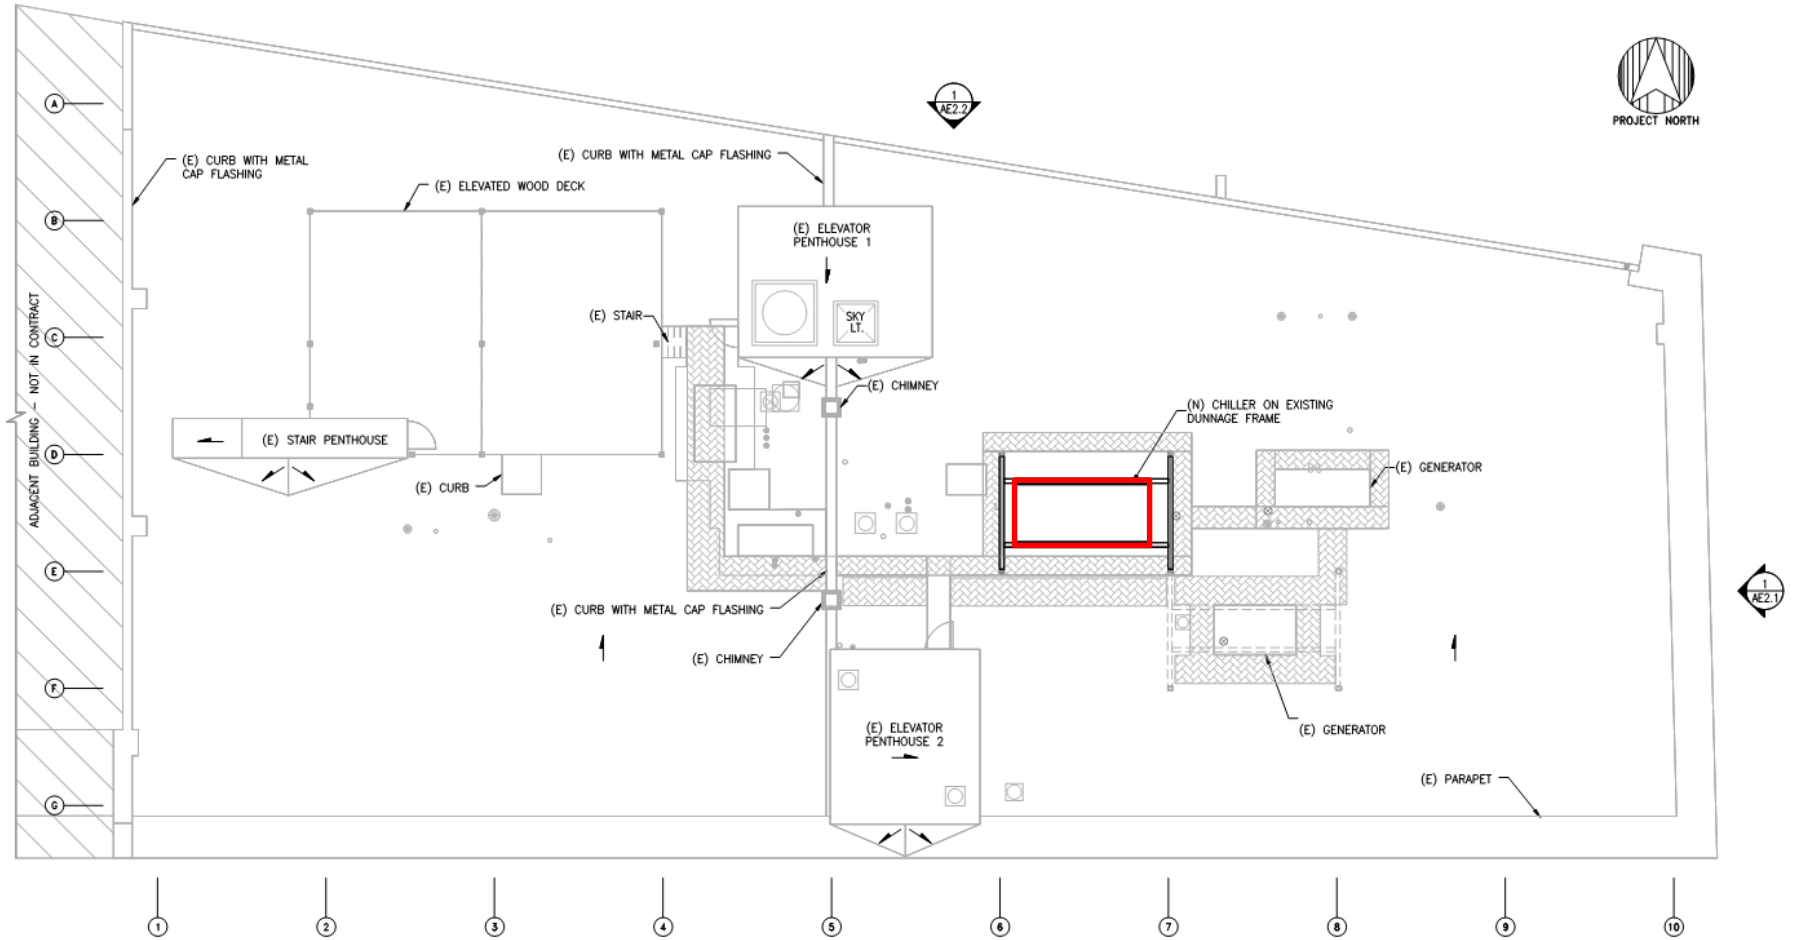 1
AE2.2
PROJECT NORTH
A
(E) CURB WITH METAL
CAP FLASHING
(E) CURB WITH METAL CAP FLASHING
(E) ELEVATED WOOD DECK
B
(E) ELEVATOR
PENTHOUSE 1
ADJACENT BUILDING - NOT IN CONTRACT
(E) STAIR
SKY
LT.
C
(E) CHIMNEY
(N) CHILLER ON EXISTING
DUNNAGE FRAME
(E) STAIR PENTHOUSE
D
(E) GENERATOR
(E) CURB
E
1
AE2.1
(E) CURB WITH METAL CAP FLASHING
(E) CHIMNEY
F
(E) ELEVATOR
PENTHOUSE 2
(E) GENERATOR
(E) PARAPET
G
1 2 3 4 5 6 7 8 9 10